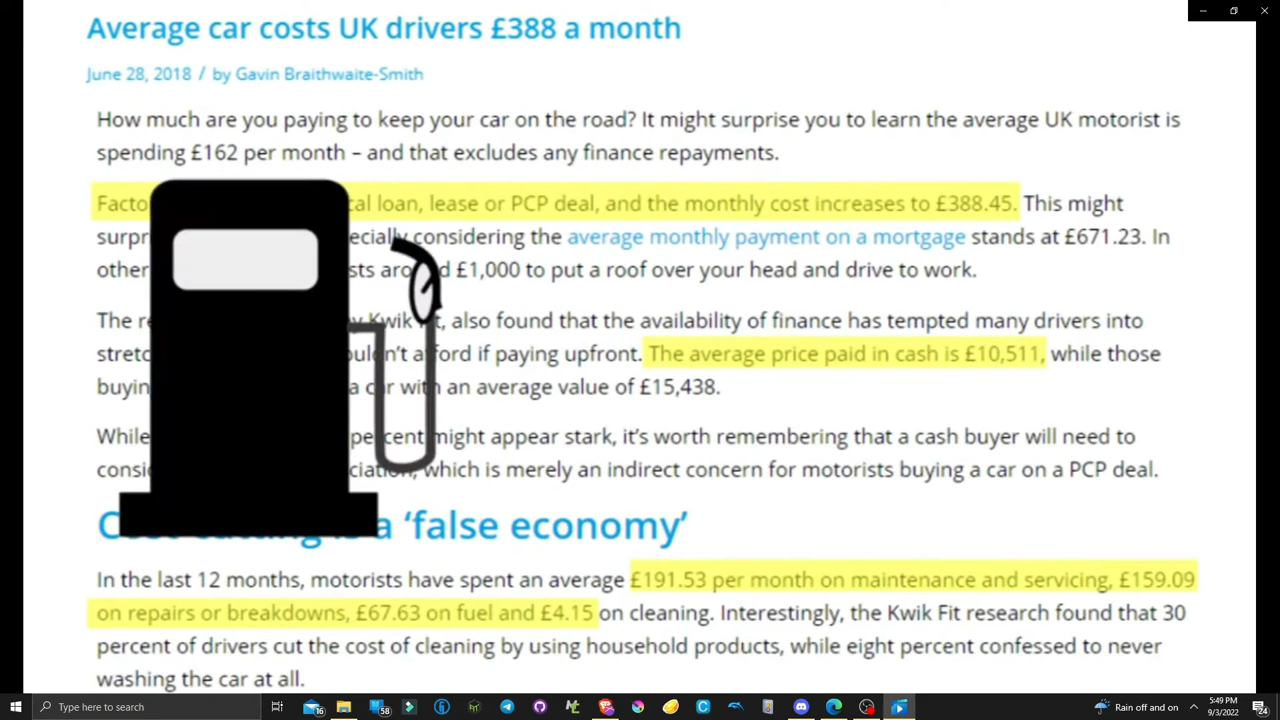 Average car costs UK drivers £388 a month
June 28, 2018 / by Gavin Braithwaite-Smith
How much are you paying to keep your car on the road? It might surprise you to learn the average UK motorist is
spending £162 per month – and that excludes any finance repayments.
loan, lease or PCP deal, and the monthly cost increases to £388.45. This might
considering the average monthly payment on a mortgage stands at £671.23. In
other £1,000 to put a roof over your head and drive to work.
The Kwik Fit, also found that the availability of finance has tempted many drivers into
afford if paying upfront. The average price paid in cash is £10,511, while those
a car with an average value of £15,438.
While percent might appear stark, it's worth remembering that a cash buyer will need to
which is merely an indirect concern for motorists buying a car on a PCP deal.
a 'false economy'
In the last 12 months, motorists have spent an average £191.53 per month on maintenance and servicing, £159.09
on repairs or breakdowns, £67.63 on fuel and £4.15 on cleaning. Interestingly, the Kwik Fit research found that 30
percent of drivers cut the cost of cleaning by using household products, while eight percent confessed to never
washing the car at all.
Type here to search
16
58
Rain off and on
5:49 PM
9/3/2022
24